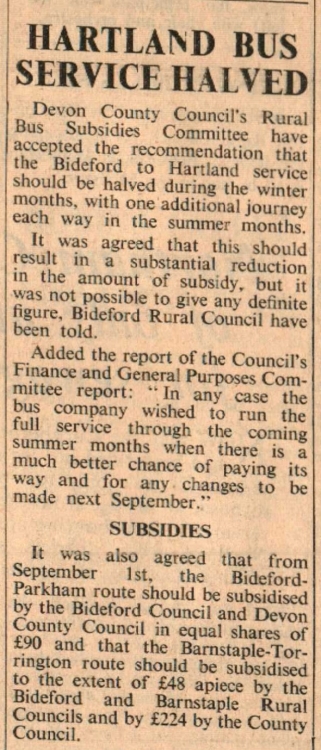 HARTLAND BUS
SERVICE HALVED
Devon County Council's Rural
Bus Subsidies Committee have
accepted the recommendation that
the Bideford to Hartland service
should be halved during the winter
months, with one additional journey
each way in the summer months.
It was agreed that this should
result in a substantial reduction
in the amount of subsidy, but it
was not possible to give any definite
figure, Bideford Rural Council have
been told.
Added the report of the Council's
Finance and General Purposes Com-
mittee report: "In any case the
bus company wished to run the
full service through the coming
summer months when there is a
much better chance of paying its
way and for any changes to be
made next September."
SUBSIDIES
It was also agreed that from
September 1st, the Bideford-
Parkham route should be subsidised
by the Bideford Council and Devon
County Council in equal shares of
£90 and that the Barnstaple-Tor-
rington route should be subsidised
to the extent of £48 apiece by the
Bideford and Barnstaple Rural
Councils and by £224 by the County
Council.